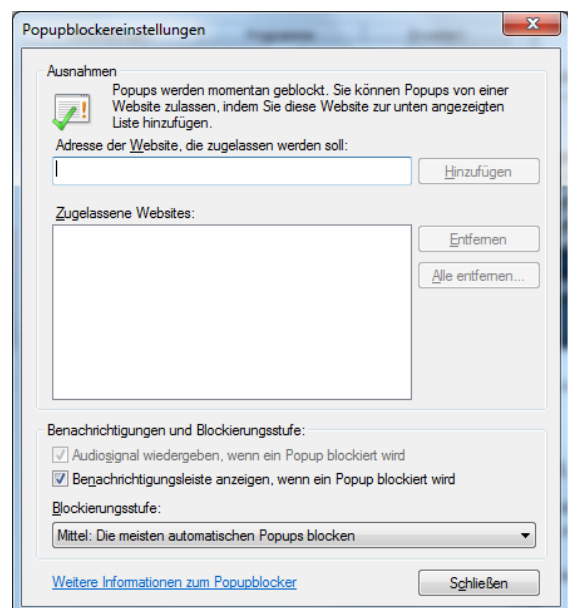 Popupblockereinstellungen
Ausnahmen
Popups werden momentan geblockt. Sie können Popups von einer
Website zulassen, indem Sie diese Website zur unten angezeigten
Liste hinzufügen.
Adresse der Website, die zugelassen werden soll:
Hinzufügen
Zugelassene Websites:
Entfernen
Alle entfernen...
Benachrichtigungen und Blockierungsstufe:
Audiosignal wiedergeben, wenn ein Popup blockiert wird
Benachrichtigungsleiste anzeigen, wenn ein Popup blockiert wird
Blockierungsstufe:
Mittel: Die meisten automatischen Popups blocken
Weitere Informationen zum Popupblocker
Schließen